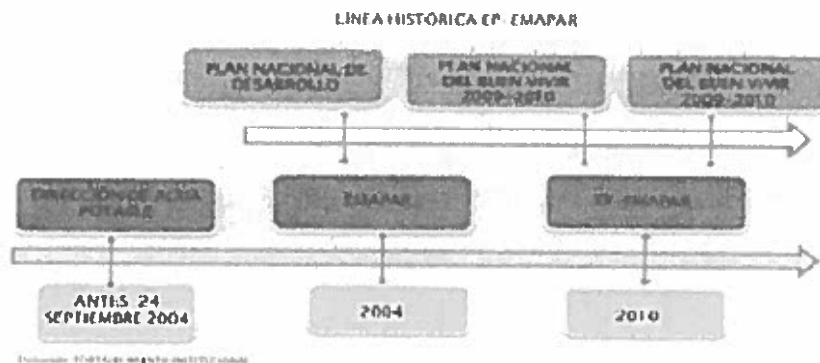 LÍNEA HISTÓRICA EP- EMAPAR
PLAN NACIONAL DE
DESARROLLO
PLAN NACIONAL
DEL BUEN VIVIR
2009-2010
PLAN NACIONAL
DEL BUEN VIVIR
2009-2010
DIRECCIÓN DE AGUA
POTABLE
EMAPAR
EP- EMAPAR
ANTES 24
SEPTIEMBRE 2004
2004
2010